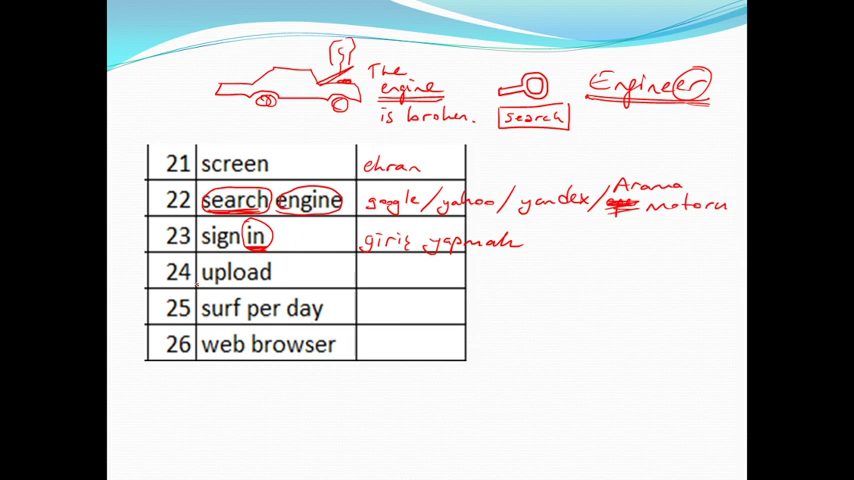 The
engine
is broken.
search
Engineer
21 screen ekran
22 search engine google / yahoo / yandex / Arama
motoru
23 sign in giriş yapmak
24 upload
25 surf per day
26 web browser